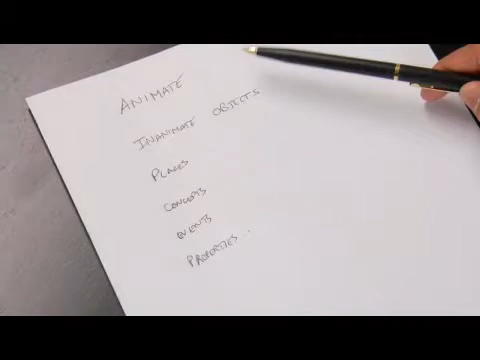 ANIMATE
INANIMATE OBJECTS
PLACES
CONCEPTS
EVENTS
PROPERTIES..